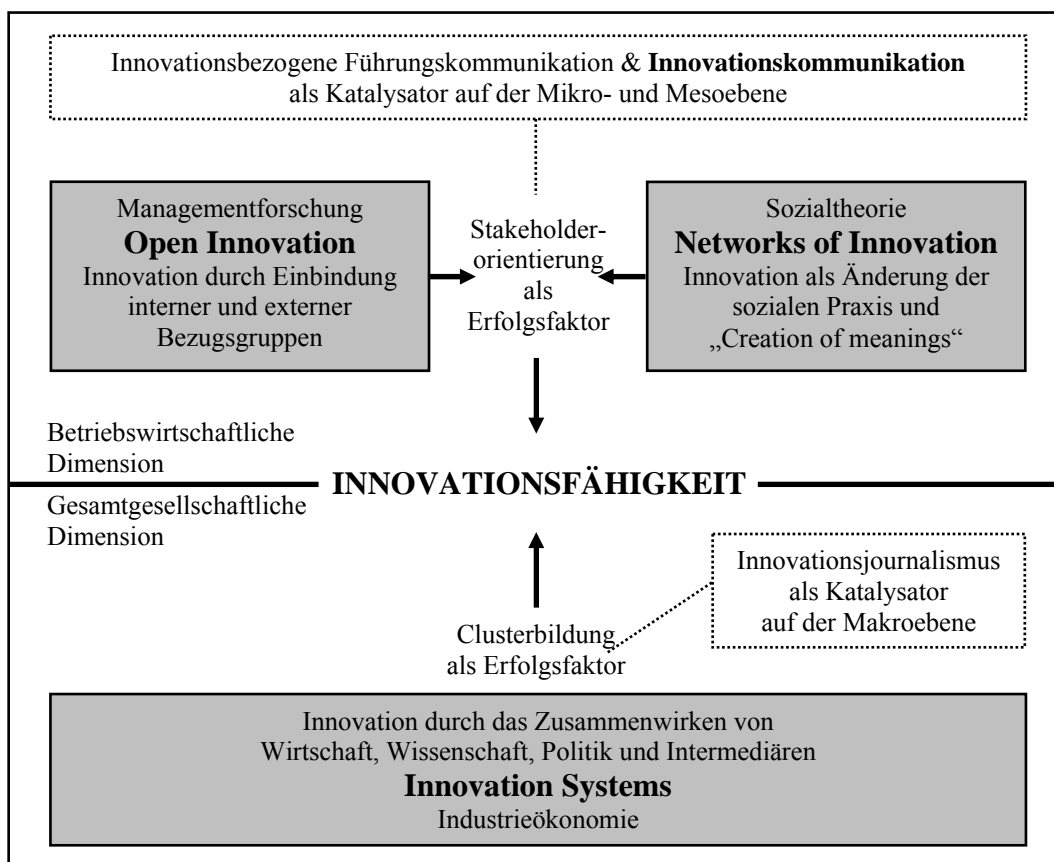 Innovationsbezogene Führungskommunikation & Innovationskommunikation
als Katalysator auf der Mikro- und Mesoebene
Managementforschung
Open Innovation
Innovation durch Einbindung
interner und externer
Bezugsgruppen
Stakeholder-
orientierung
als
Erfolgsfaktor
Sozialtheorie
Networks of Innovation
Innovation als Änderung der
sozialen Praxis und
„Creation of meanings“
Betriebswirtschaftliche
Dimension
INNOVATIONSFÄHIGKEIT
Gesamtgesellschaftliche
Dimension
Innovationsjournalismus
als Katalysator
auf der Makroebene
Clusterbildung
als Erfolgsfaktor
Innovation durch das Zusammenwirken von
Wirtschaft, Wissenschaft, Politik und Intermediären
Innovation Systems
Industrieökonomie